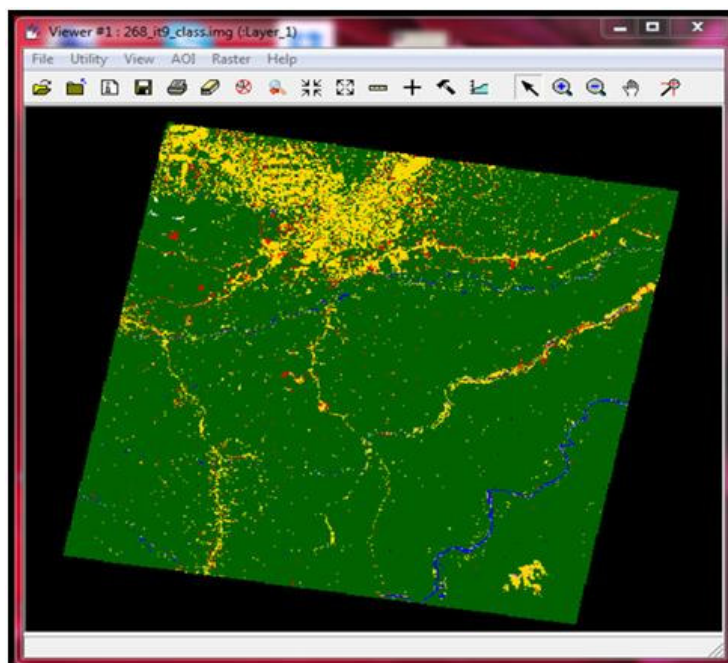 Viewer #1 : 268_it9_class.img (:Layer_1)
File Utility View AOI Raster Help